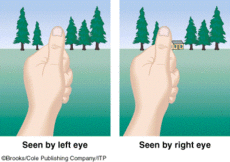 Seen by left eye
Seen by right eye
©Brooks/Cole Publishing Company/ITP